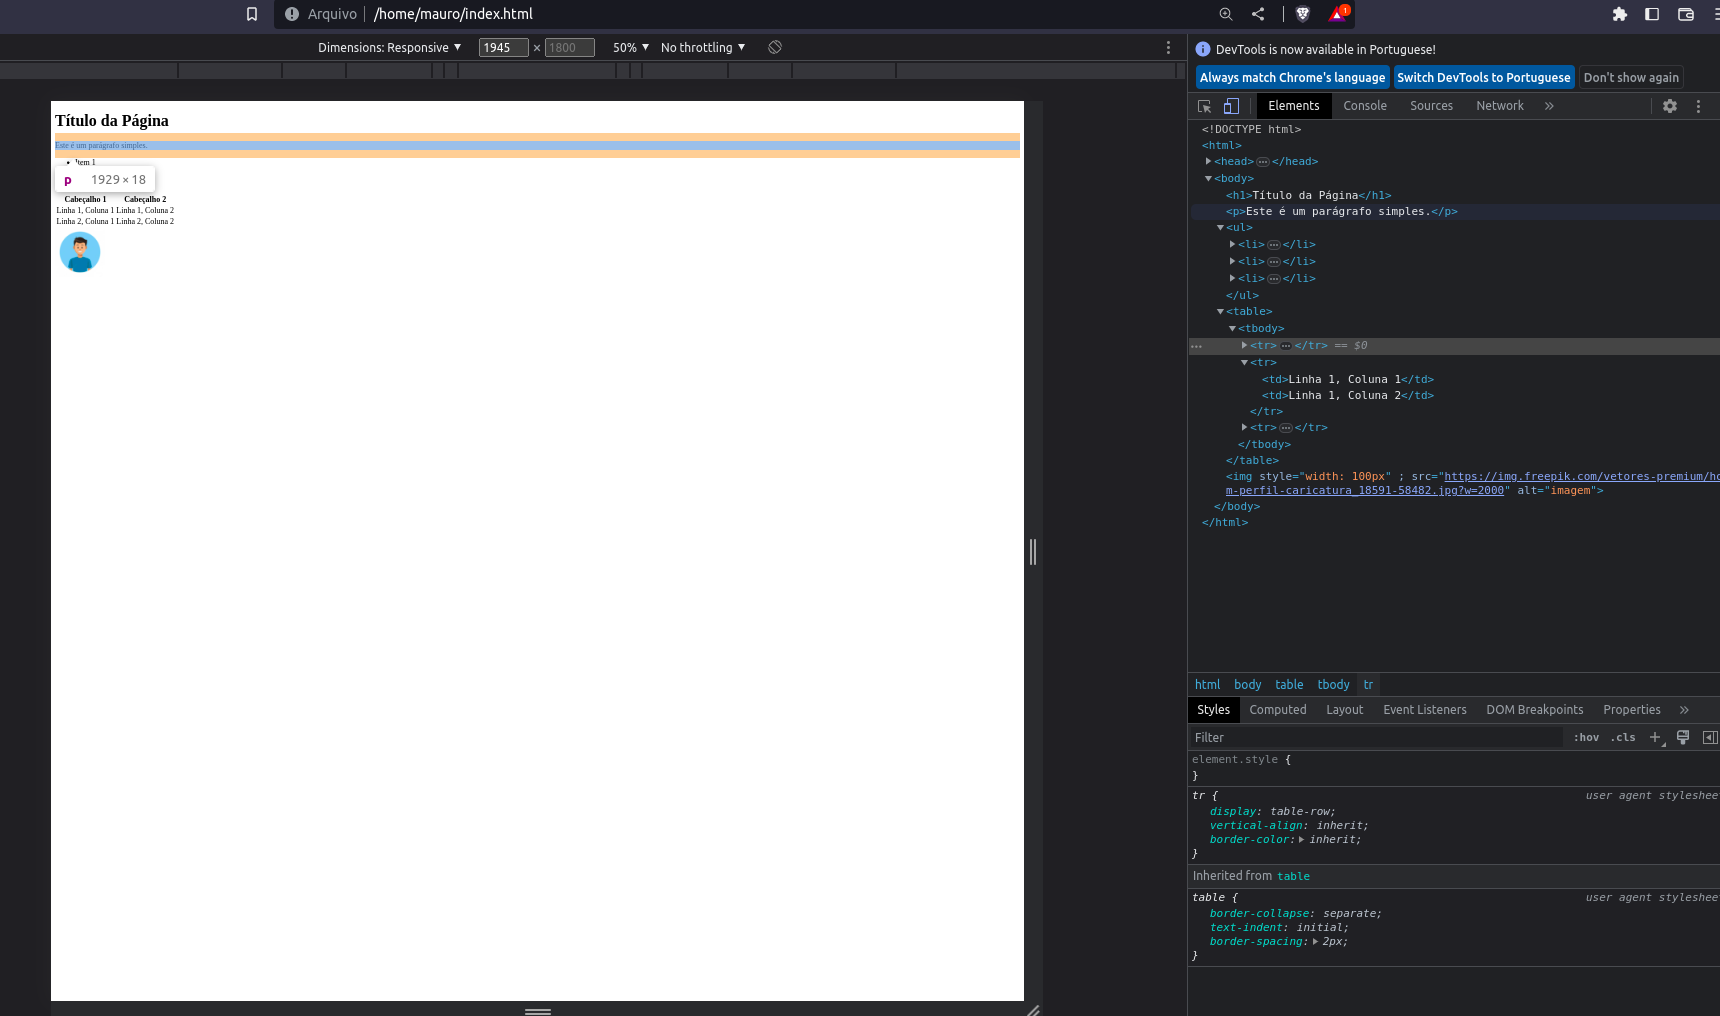 Arquivo | /home/mauro/index.html
1
Dimensions: Responsive ▼ 1945 × 1800 50% ▼ No throttling ▼
Título da Página
Este é um parágrafo simples.
Item 1
p 1929 × 18
Cabeçalho 1 Cabeçalho 2
Linha 1, Coluna 1 Linha 1, Coluna 2
Linha 2, Coluna 1 Linha 2, Coluna 2
DevTools is now available in Portuguese!
Always match Chrome's language Switch DevTools to Portuguese Don't show again
Elements Console Sources Network »
<!DOCTYPE html>
<html>
<head>…</head>
<body>
<h1>Título da Página</h1>
<p>Este é um parágrafo simples.</p>
<ul>
<li>…</li>
<li>…</li>
<li>…</li>
</ul>
<table>
<tbody>
<tr>…</tr> == $0
<tr>
<td>Linha 1, Coluna 1</td>
<td>Linha 1, Coluna 2</td>
</tr>
<tr>…</tr>
</tbody>
</table>
<img style="width: 100px" ; src="https://img.freepik.com/vetores-premium/ho
m-perfil-caricatura_18591-58482.jpg?w=2000" alt="imagem">
</body>
</html>
html body table tbody tr
Styles Computed Layout Event Listeners DOM Breakpoints Properties »
Filter :hov .cls +
element.style {
}
tr { user agent styleshee
display: table-row;
vertical-align: inherit;
border-color: inherit;
}
Inherited from table
table { user agent styleshee
border-collapse: separate;
text-indent: initial;
border-spacing: 2px;
}